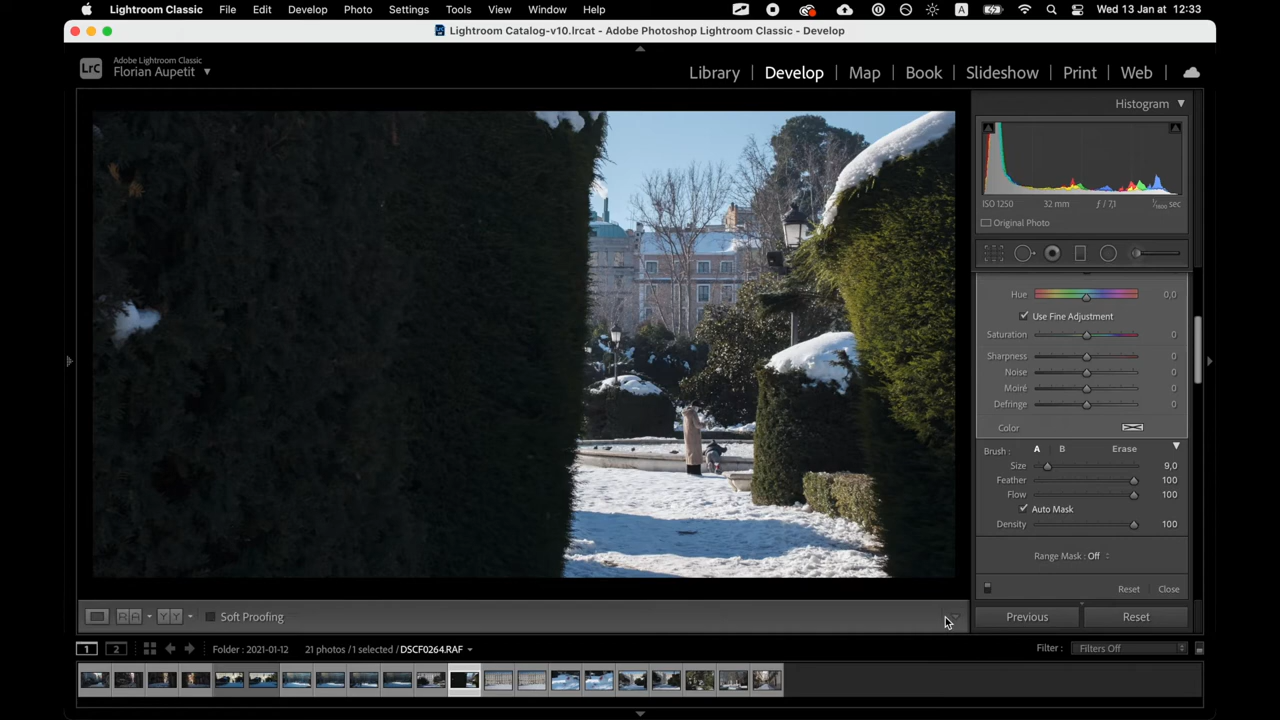 Lightroom Classic File Edit Develop Photo Settings Tools View Window Help A Wed 13 Jan at 12:33
Lightroom Catalog-v10.lrcat - Adobe Photoshop Lightroom Classic - Develop
LrC Adobe Lightroom Classic
Florian Aupetit
Library | Develop | Map | Book | Slideshow | Print | Web
Histogram
ISO 1250 32 mm ƒ / 7,1 1/1600 sec
Original Photo
Hue 0,0
Use Fine Adjustment
Saturation 0
Sharpness 0
Noise 0
Moiré 0
Defringe 0
Color
Brush : A B Erase
Size 9,0
Feather 100
Flow 100
Auto Mask
Density 100
Range Mask : Off
Reset Close
R A Y Y Soft Proofing
Previous Reset
1 2 Folder : 2021-01-12 21 photos / 1 selected / DSCF0264.RAF Filter : Filters Off